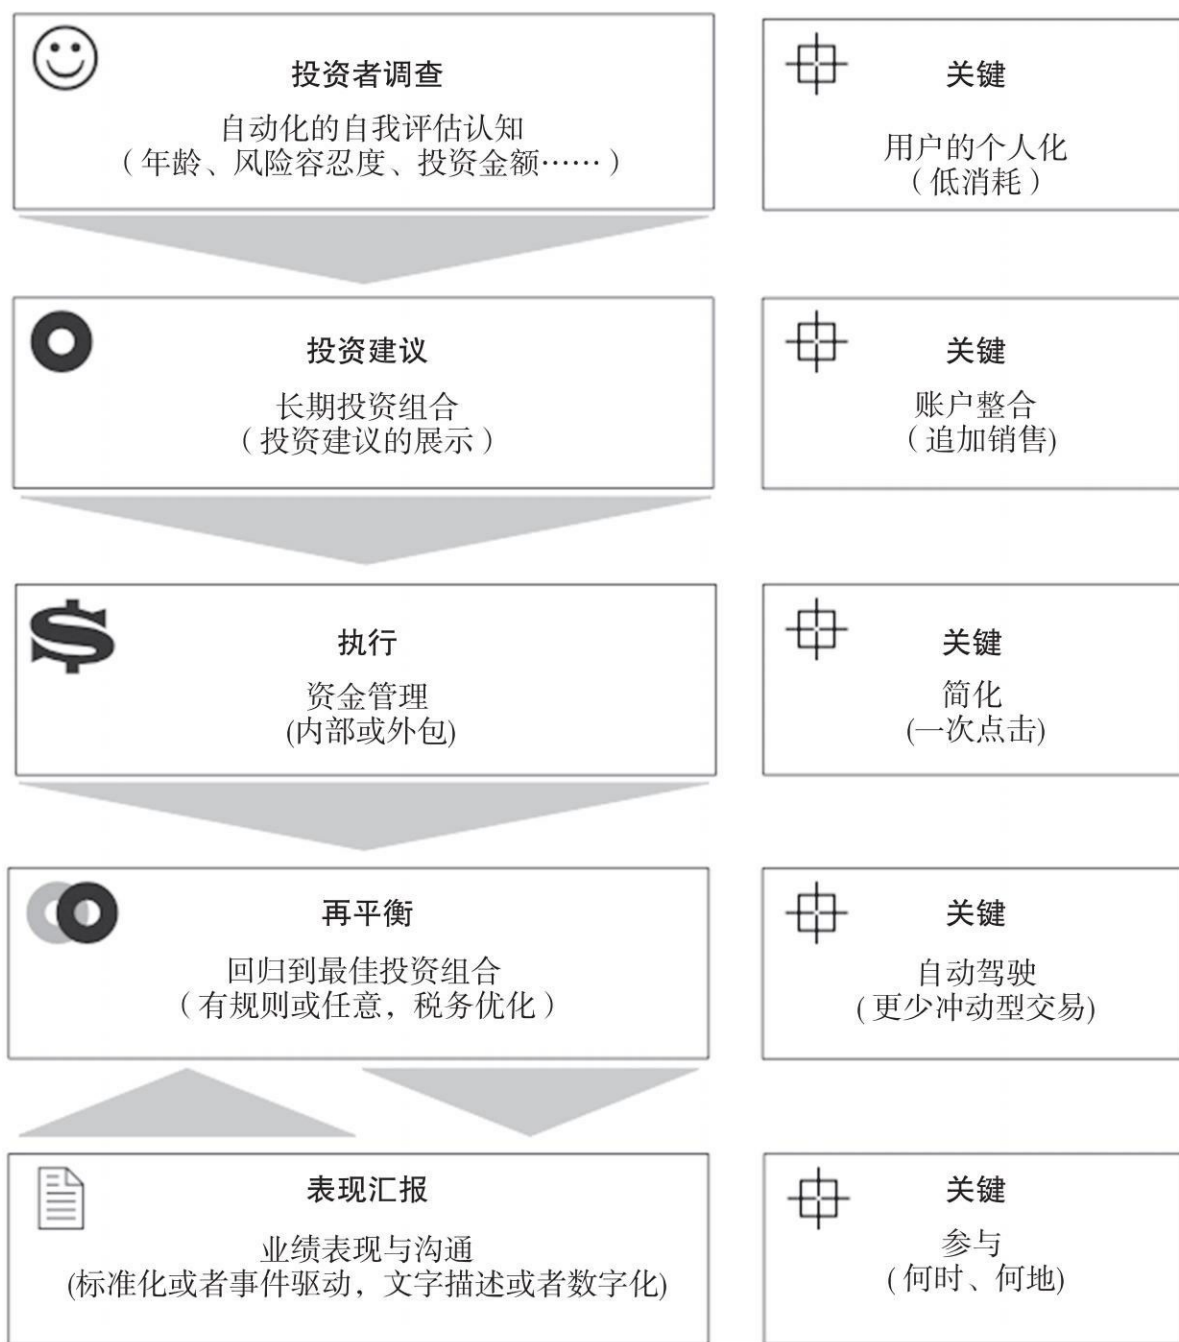 投资者调查
自动化的自我评估认知
（年龄、风险容忍度、投资金额……）
关键
用户的个人化
（低消耗）
投资建议
长期投资组合
（投资建议的展示）
关键
账户整合
（追加销售)
执行
资金管理
(内部或外包)
关键
简化
(一次点击)
再平衡
回归到最佳投资组合
（有规则或任意，税务优化）
关键
自动驾驶
(更少冲动型交易)
表现汇报
业绩表现与沟通
(标准化或者事件驱动，文字描述或者数字化)
关键
参与
(何时、何地)